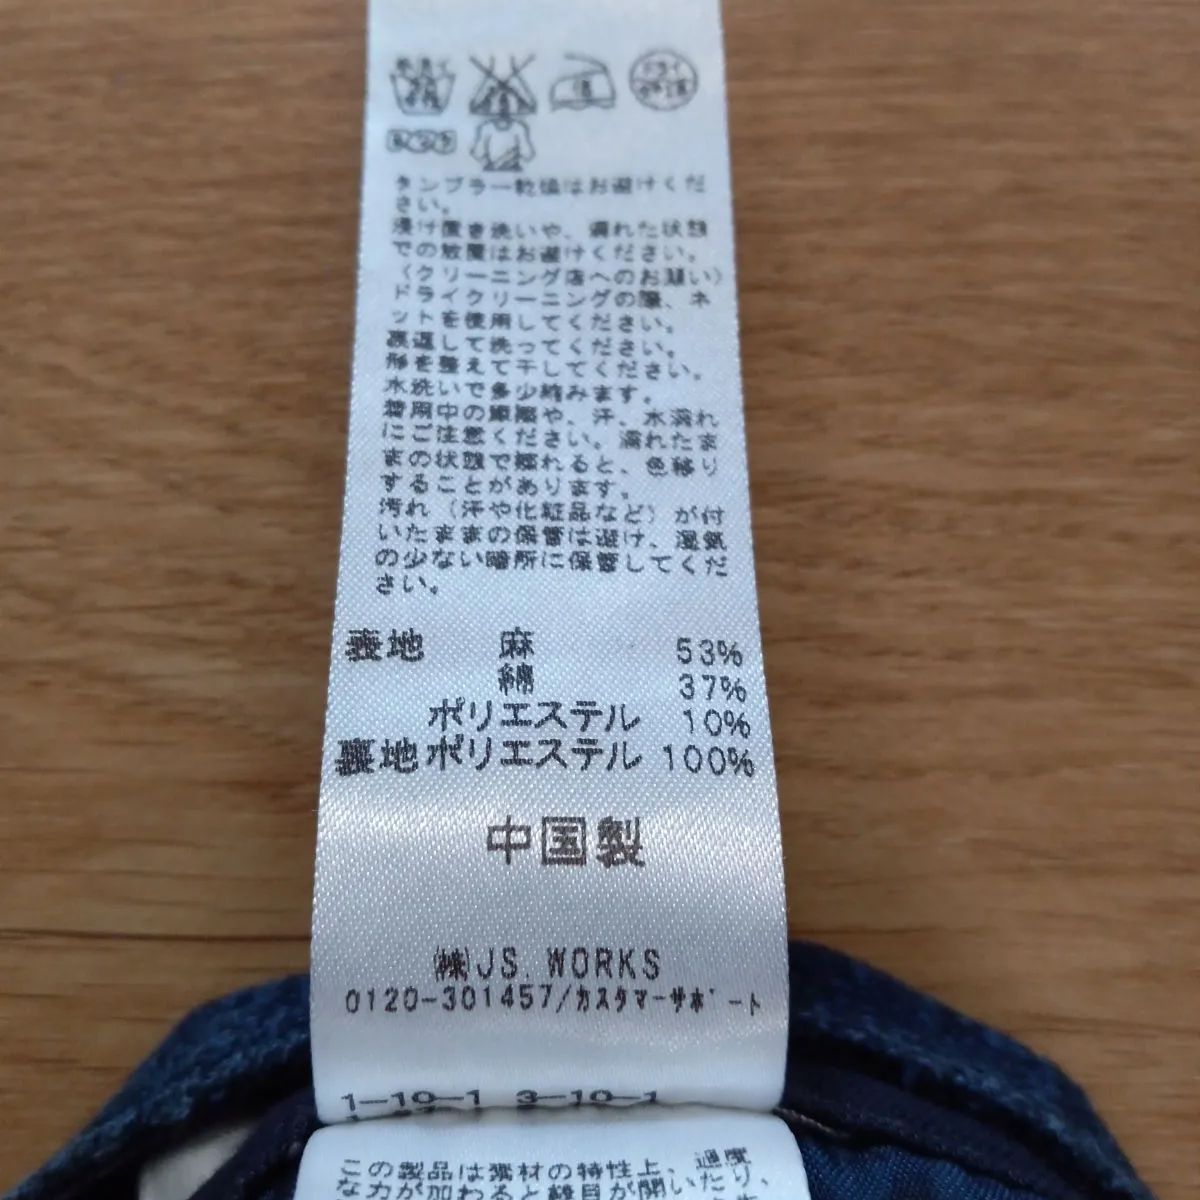 タンブラー乾燥はお避けくだ
さい。
浸け置き洗いや、濡れた状態
での放置はお避けください。
（クリーニング店へのお願い）
ドライクリーニングの際、ネ
ットを使用してください。
裏返して洗ってください。
形を整えて干してください。
水洗いで多少縮みます。
着用中の摩擦や、汗、水濡れ
にご注意ください。濡れたま
まの状態で擦れると、色移り
することがあります。
汚れ（汗や化粧品など）が付
いたままの保管は避け、湿気
の少ない暗所に保管してくだ
さい。
表地 麻 53%
綿 37%
ポリエステル 10%
裏地ポリエステル 100%
中国製
㈱JS.WORKS
0120-301457/カスタマーサポート
1-10-1 3-10-1
この製品は素材の特性上、過度
な力が加わると縫目が開いたり、